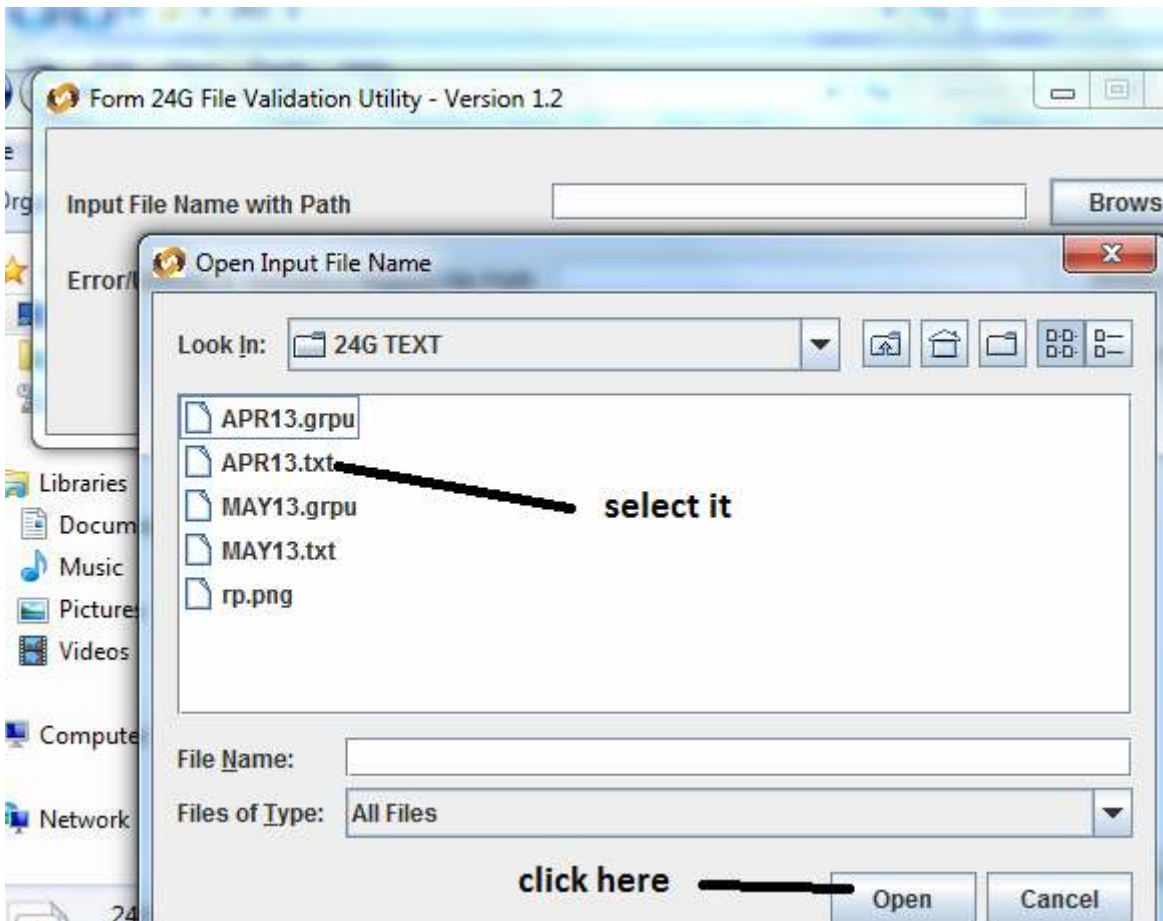 Form 24G File Validation Utility - Version 1.2
Input File Name with Path
Brows
Open Input File Name
Look In:
24G TEXT
APR13.grpu
APR13.txt
select it
MAY13.grpu
MAY13.txt
rp.png
Libraries
Docum
Music
Pictures
Videos
Compute
Network
File Name:
Files of Type:
All Files
click here
Open
Cancel
24